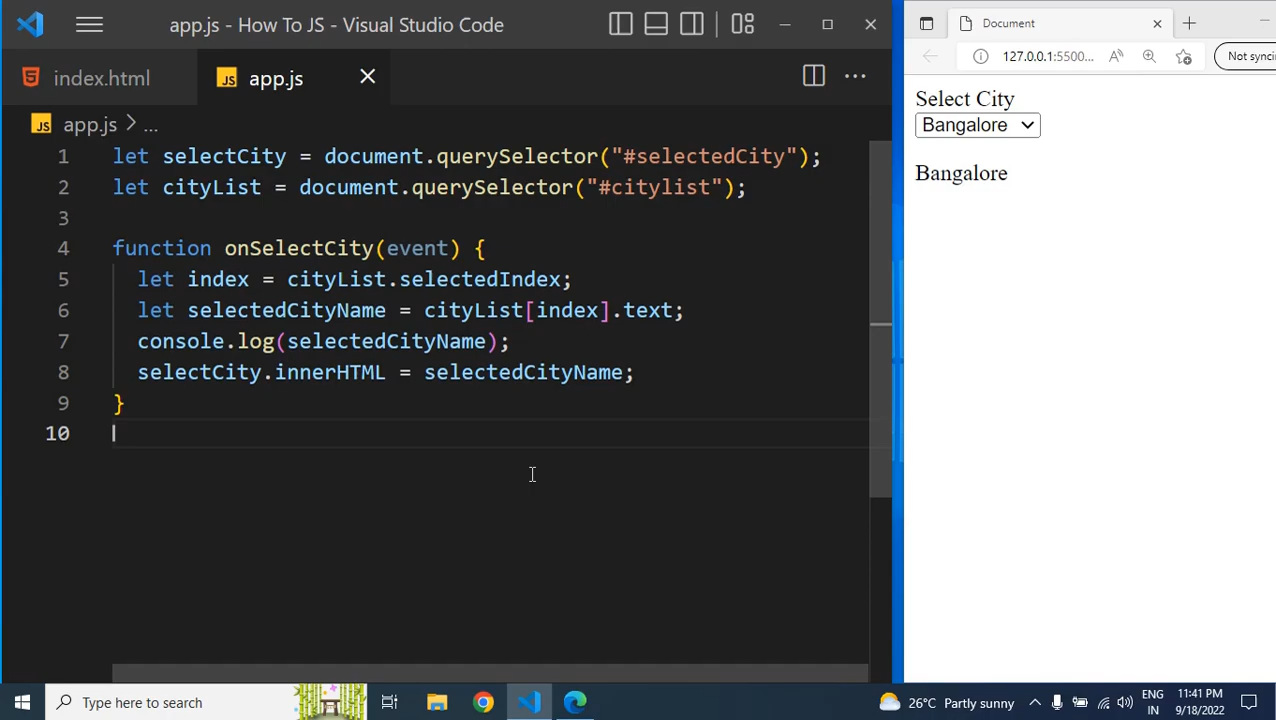 app.js - How To JS - Visual Studio Code
index.html
JS app.js
JS app.js > ...
1 let selectCity = document.querySelector("#selectedCity");
2 let cityList = document.querySelector("#citylist");
3
4 function onSelectCity(event) {
5 let index = cityList.selectedIndex;
6 let selectedCityName = cityList[index].text;
7 console.log(selectedCityName);
8 selectCity.innerHTML = selectedCityName;
9 }
10
Document
127.0.0.1:5500...
Not synci
Select City
Bangalore
Bangalore
Type here to search
26°C Partly sunny
ENG
IN
11:41 PM
9/18/2022